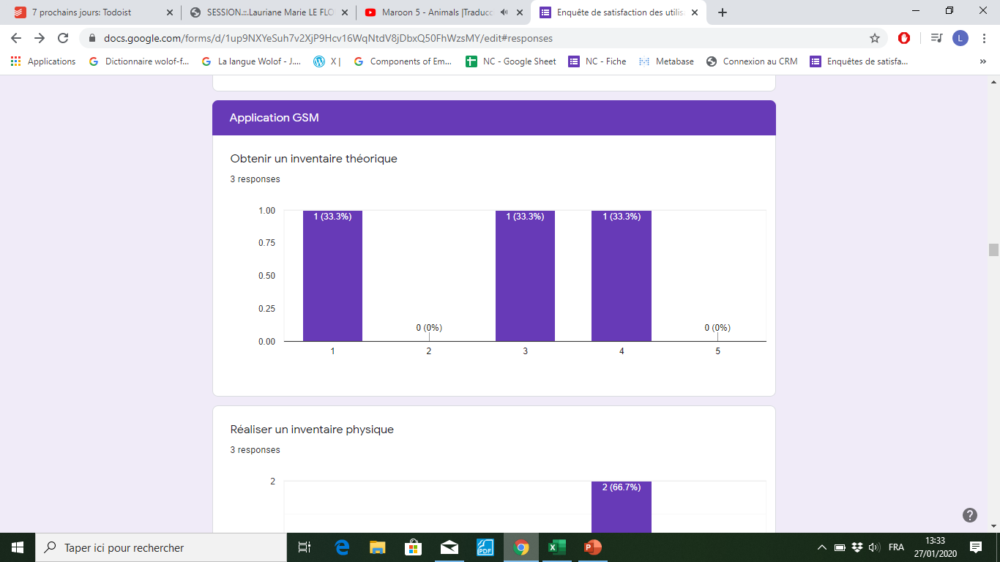 7 prochains jours: Todoist
SESSION.::.Lauriane Marie LE FLO
Maroon 5 - Animals |Traducc
Enquête de satisfaction des utilis
docs.google.com/forms/d/1up9NXYeSuh7v2XjP9Hcv16WqNtdV8jDbxQ50FhWzsMY/edit#responses
L
Applications
Dictionnaire wolof-f...
La langue Wolof - J....
X |
Components of Em...
NC - Google Sheet
NC - Fiche
Metabase
Connexion au CRM
Enquêtes de satisfa...
»
Application GSM
Obtenir un inventaire théorique
3 responses
1.00
0.75
0.50
0.25
0.00
1 (33.3%)
0 (0%)
1 (33.3%)
1 (33.3%)
0 (0%)
1 2 3 4 5
Réaliser un inventaire physique
3 responses
2
2 (66.7%)
Taper ici pour rechercher
PDF
FRA
13:33
27/01/2020